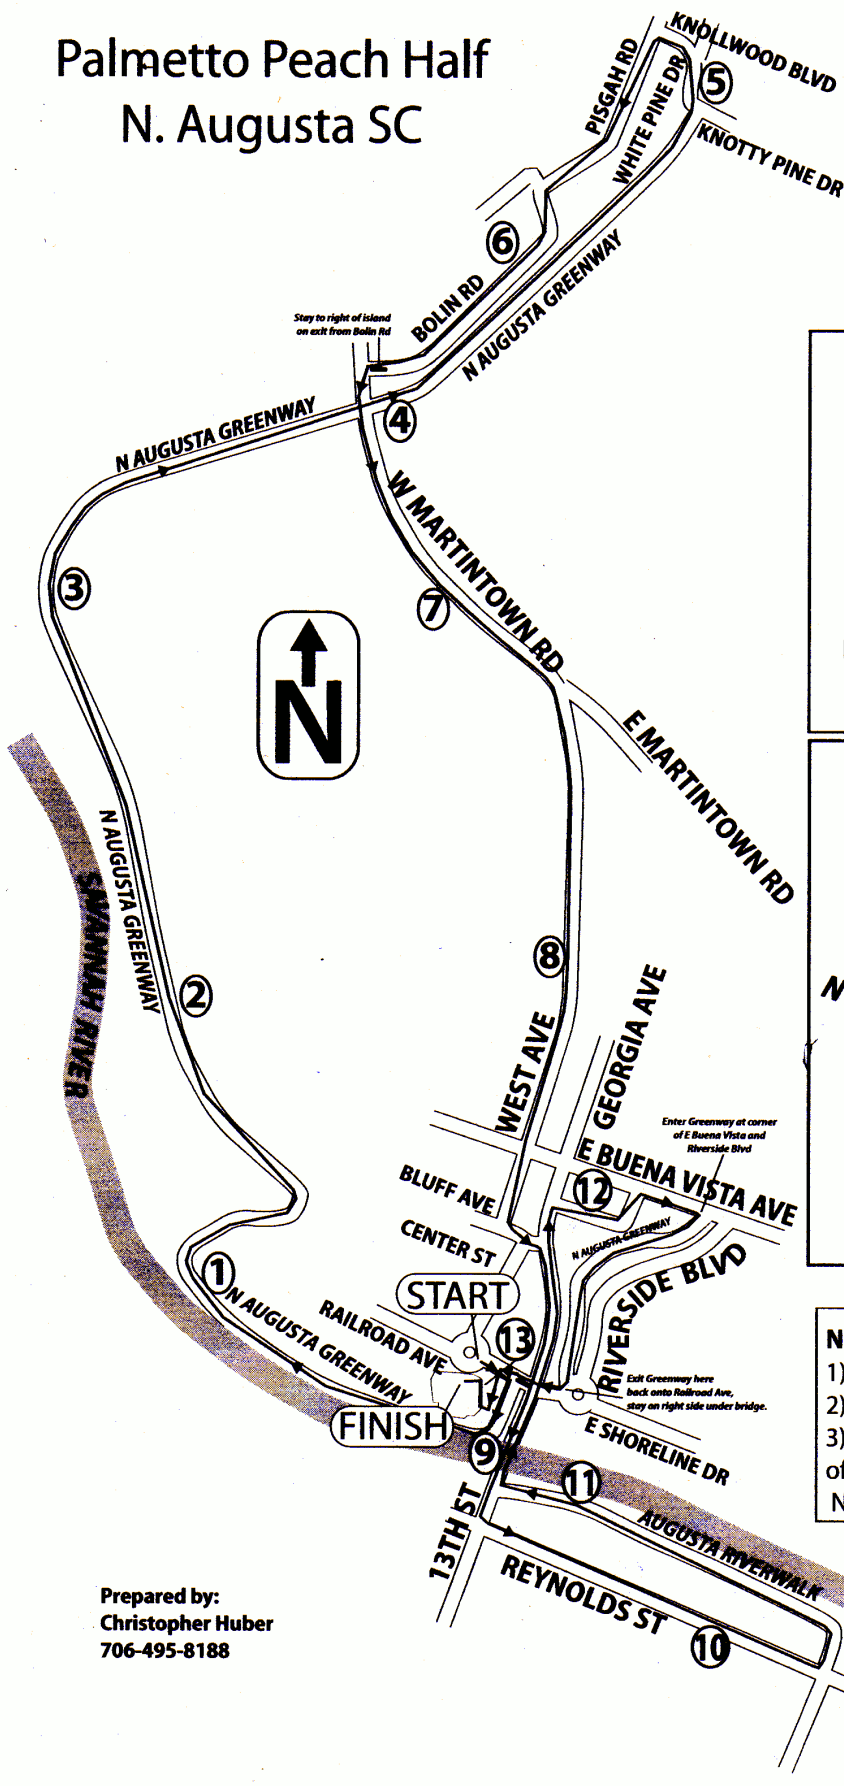 Palmetto Peach Half
N. Augusta SC
KNOLLWOOD BLVD
PISGAH RD
WHITE PINE DR
5
KNOTTY PINE DR
6
BOLIN RD
N AUGUSTA GREENWAY
Stay to right of island
on exit from Bolin Rd
N AUGUSTA GREENWAY
4
W MARTINTOWN RD
3
7
N
E MARTINTOWN RD
N AUGUSTA GREENWAY
SAVANNAH RIVER
2
8
N
WEST AVE
GEORGIA AVE
Enter Greenway at corner
of E Buena Vista and
Riverside Blvd
E BUENA VISTA AVE
12
BLUFF AVE
CENTER ST
N AUGUSTA GREENWAY
RIVERSIDE BLVD
1
START
N AUGUSTA GREENWAY
RAILROAD AVE
13
Exit Greenway here
back onto Railroad Ave,
stay on right side under bridge.
N
1)
2)
3)
of
N
FINISH
E SHORELINE DR
9
11
13TH ST
AUGUSTA RIVERWALK
REYNOLDS ST
10
Prepared by:
Christopher Huber
706-495-8188